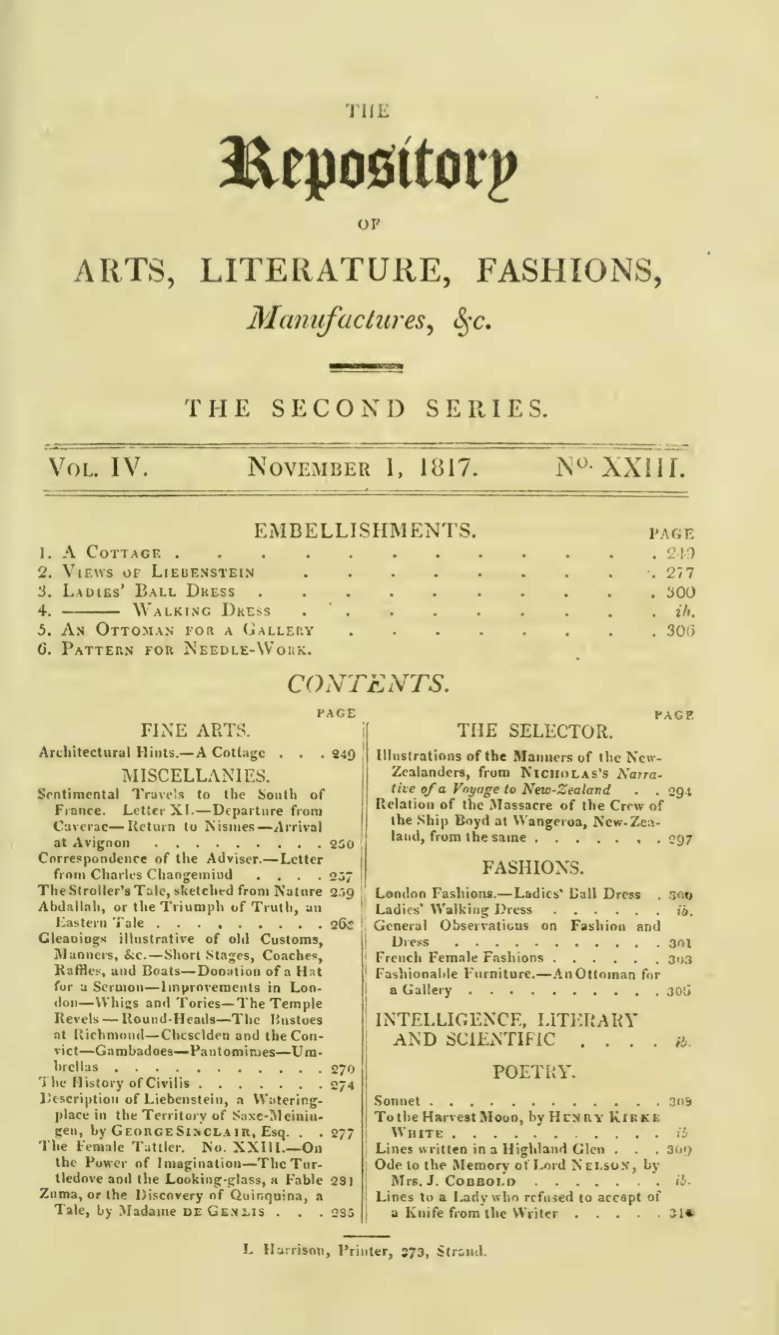 THE
Repository
OF
ARTS, LITERATURE, FASHIONS,
Manufactures, &c.
THE SECOND SERIES.
VOL. IV. NOVEMBER 1, 1817. No. XXIII.
EMBELLISHMENTS. PAGE
1. A COTTAGE . . . . . . . . . . 249
2. VIEWS OF LIEBENSTEIN . . . . . . . . 277
3. LADIES' BALL DRESS . . . . . . . . . 300
4. ——— WALKING DRESS . . . . . . . . ib.
5. AN OTTOMAN FOR A GALLERY . . . . . . . 306
6. PATTERN FOR NEEDLE-WORK.
CONTENTS.
PAGE
FINE ARTS.
Architectural Hints.—A Cottage . . . 249
MISCELLANIES.
Sentimental Travels to the South of
France. Letter XI.—Departure from
Caverac—Return to Nismes—Arrival
at Avignon . . . . . . . . . 250
Correspondence of the Adviser.—Letter
from Charles Changemind . . . . 257
The Stroller's Tale, sketched from Nature 259
Abdallah, or the Triumph of Truth, an
Eastern Tale . . . . . . . . .
Gleanings illustrative of old Customs,
Manners, &c.—Short Stages, Coaches,
Raffles, and Boats—Donation of a Hat
for a Sermon—Improvements in Lon-
don—Whigs and Tories—The Temple
Revels—Round-Heads—The Bustoes
at Richmond—Cheselden and the Con-
vict—Gambadoes—Pantomimes—Um-
brellas . . . . . . . . . . . 270
The History of Civilis . . . . . . . 274
Description of Liebenstein, a Watering-
place in the Territory of Saxe-Meinin-
gen, by GEORGE SINCLAIR, Esq. . . 277
The Female Tattler. No. XXIII.—On
the Power of Imagination—The Tur-
tledove and the Looking-glass, a Fable 281
Zuma, or the Discovery of Quinquina, a
Tale, by Madame DE GENLIS . . . 285
PAGE
THE SELECTOR.
Illustrations of the Manners of the New-
Zealanders, from NICHOLAS'S Narra-
tive of a Voyage to New-Zealand . . 294
Relation of the Massacre of the Crew of
the Ship Boyd at Wangeroa, New-Zea-
land, from the same . . . . . . . 297
FASHIONS.
London Fashions.—Ladies' Ball Dress . 300
Ladies' Walking Dress . . . . . . ib.
General Observations on Fashion and
Dress . . . . . . . . . . . 301
French Female Fashions . . . . . . 303
Fashionable Furniture.—An Ottoman for
a Gallery . . . . . . . . . . 306
INTELLIGENCE, LITERARY
AND SCIENTIFIC . . . . ib.
POETRY.
Sonnet . . . . . . . . . . . 308
To the Harvest Moon, by HENRY KIRKE
WHITE . . . . . . . . . . . ib
Lines written in a Highland Glen . . . 309
Ode to the Memory of Lord NELSON, by
Mrs. J. COBBOLD . . . . . . . ib.
Lines to a Lady who refused to accept of
a Knife from the Writer . . . . .
L. Harrison, Printer, 373, Strand.